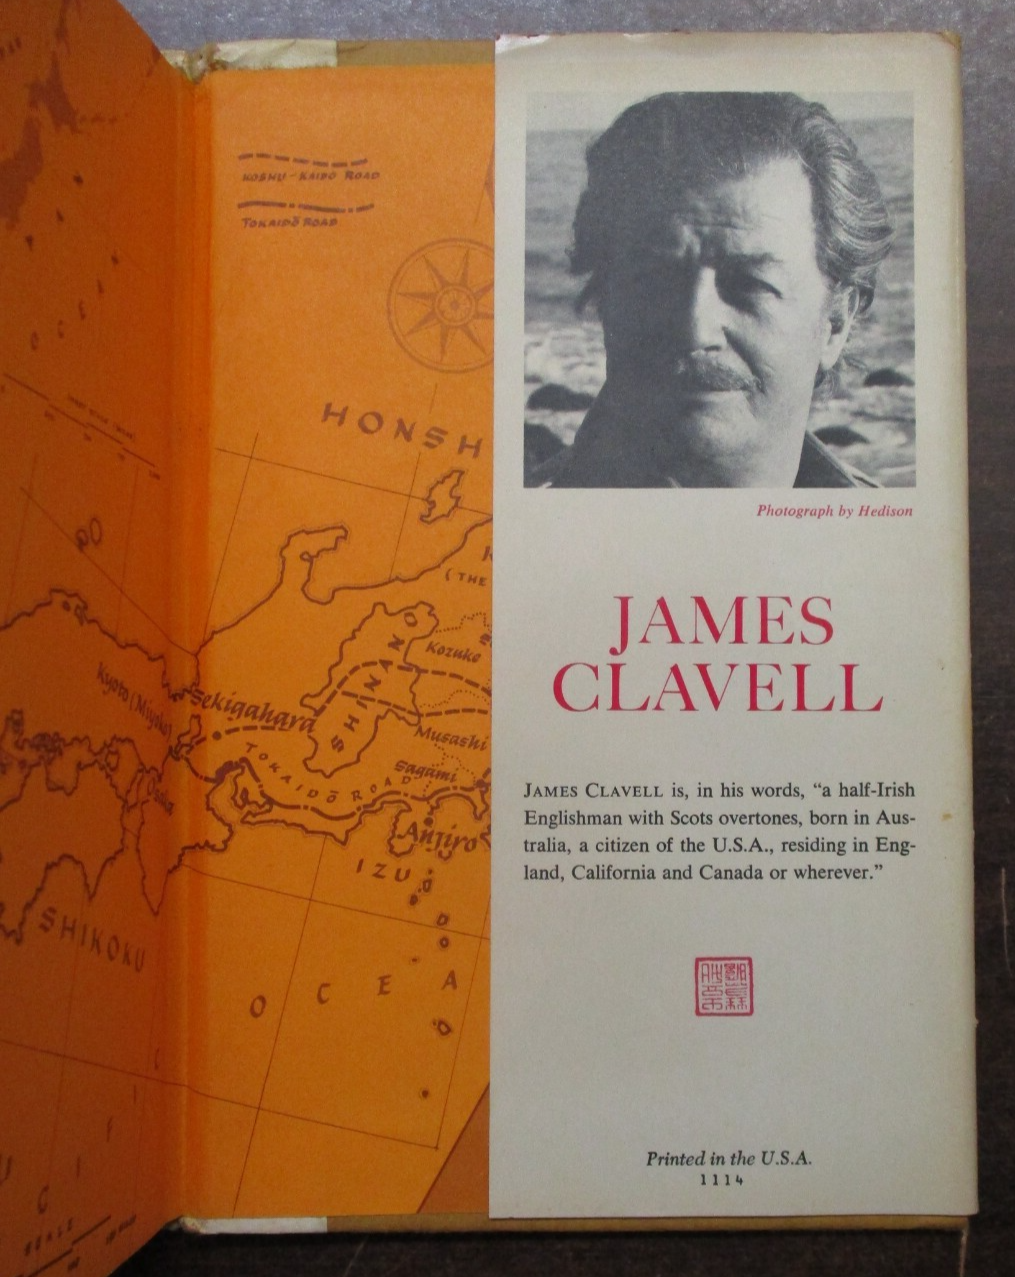 KOSHU-KAIDO ROAD
TOKAIDŌ ROAD
HONSH
(THE
SHINANO
Kozuke
Kyoto (Miyako)
Sekigahara
Musashi
TOKAIDŌ ROAD
Sagami
Osaka
Anjiro
IZU
SHIKOKU
O C E A
Photograph by Hedison
JAMES
CLAVELL
JAMES CLAVELL is, in his words, “a half-Irish
Englishman with Scots overtones, born in Aus-
tralia, a citizen of the U.S.A., residing in Eng-
land, California and Canada or wherever.”
Printed in the U.S.A.
1114